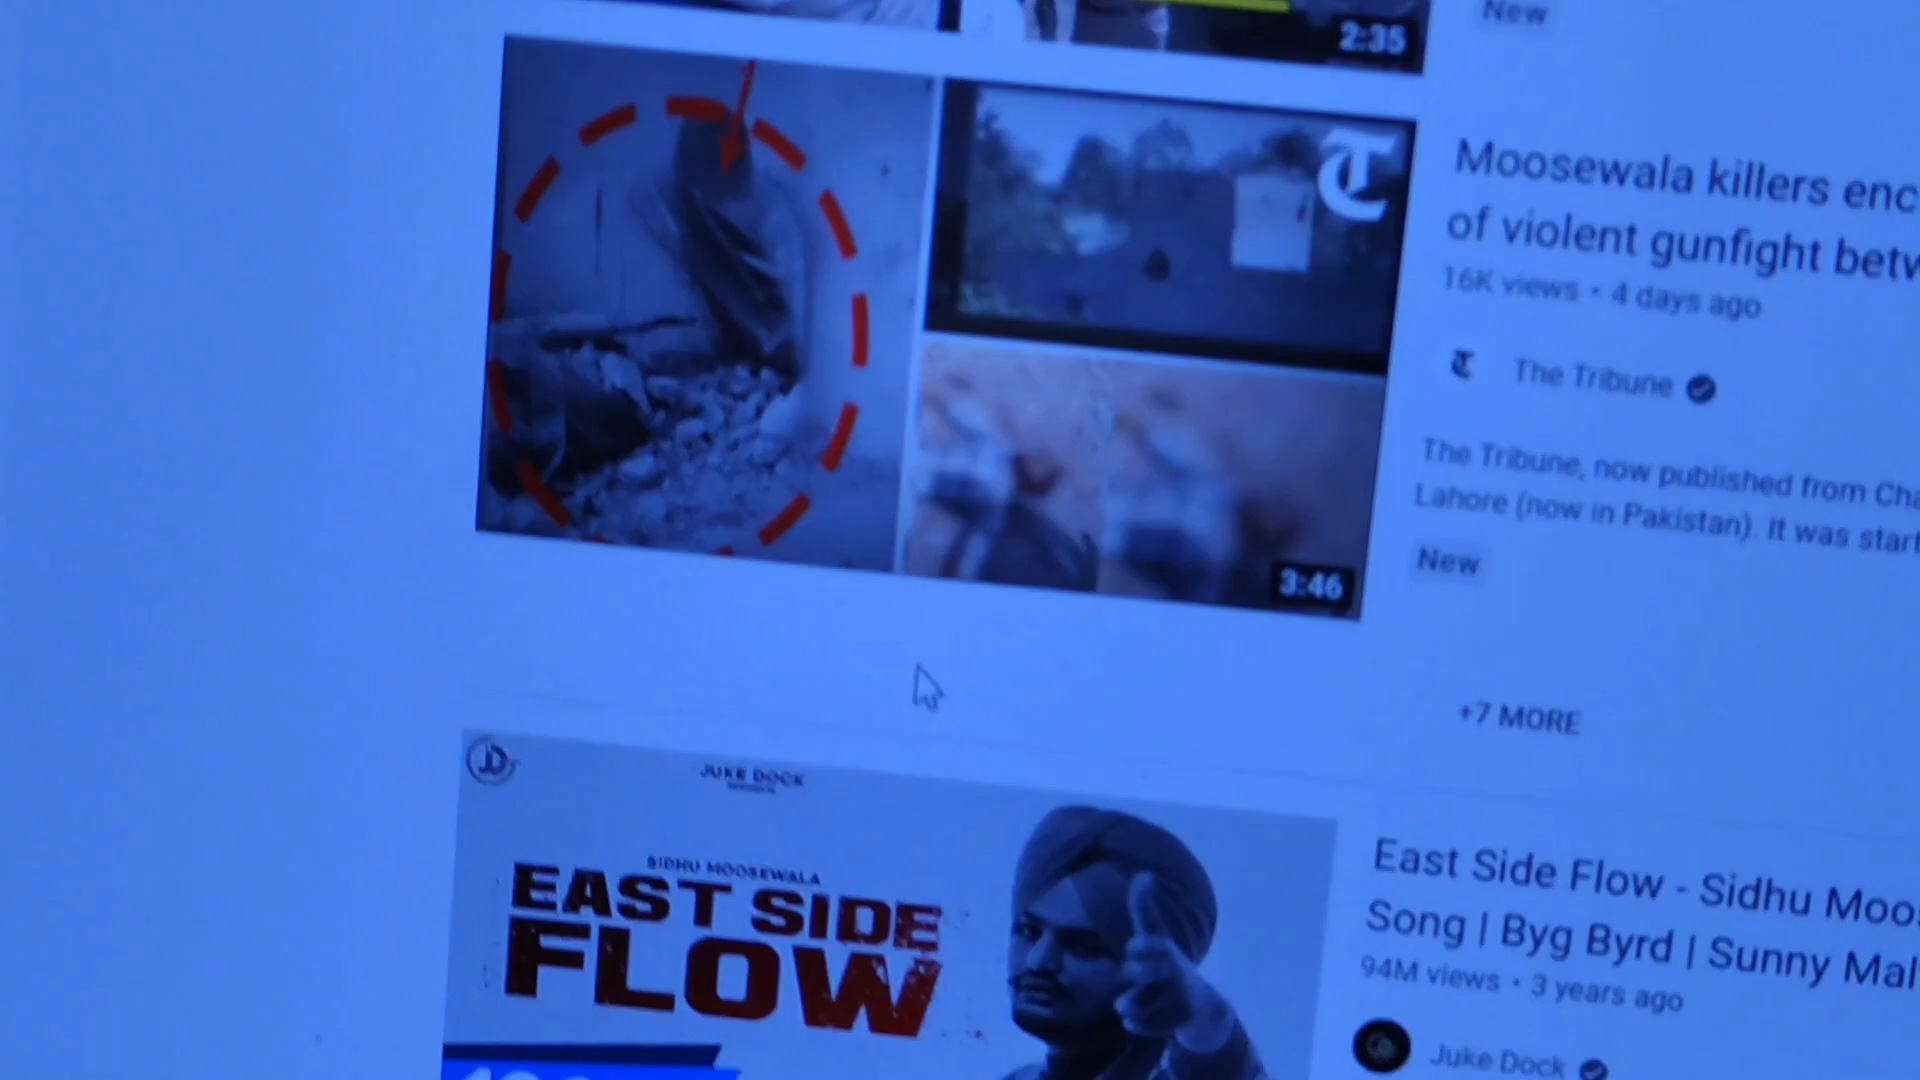 New
2:35
Moosewala killers enc
of violent gunfight betw
16K views • 4 days ago
The Tribune
The Tribune, now published from Cha
Lahore (now in Pakistan). It was start
New
3:46
+7 MORE
JUKE DOCK
SIDHU MOOSEWALA
EAST SIDE
FLOW
East Side Flow - Sidhu Moos
Song | Byg Byrd | Sunny Mal
94M views • 3 years ago
Juke Dock